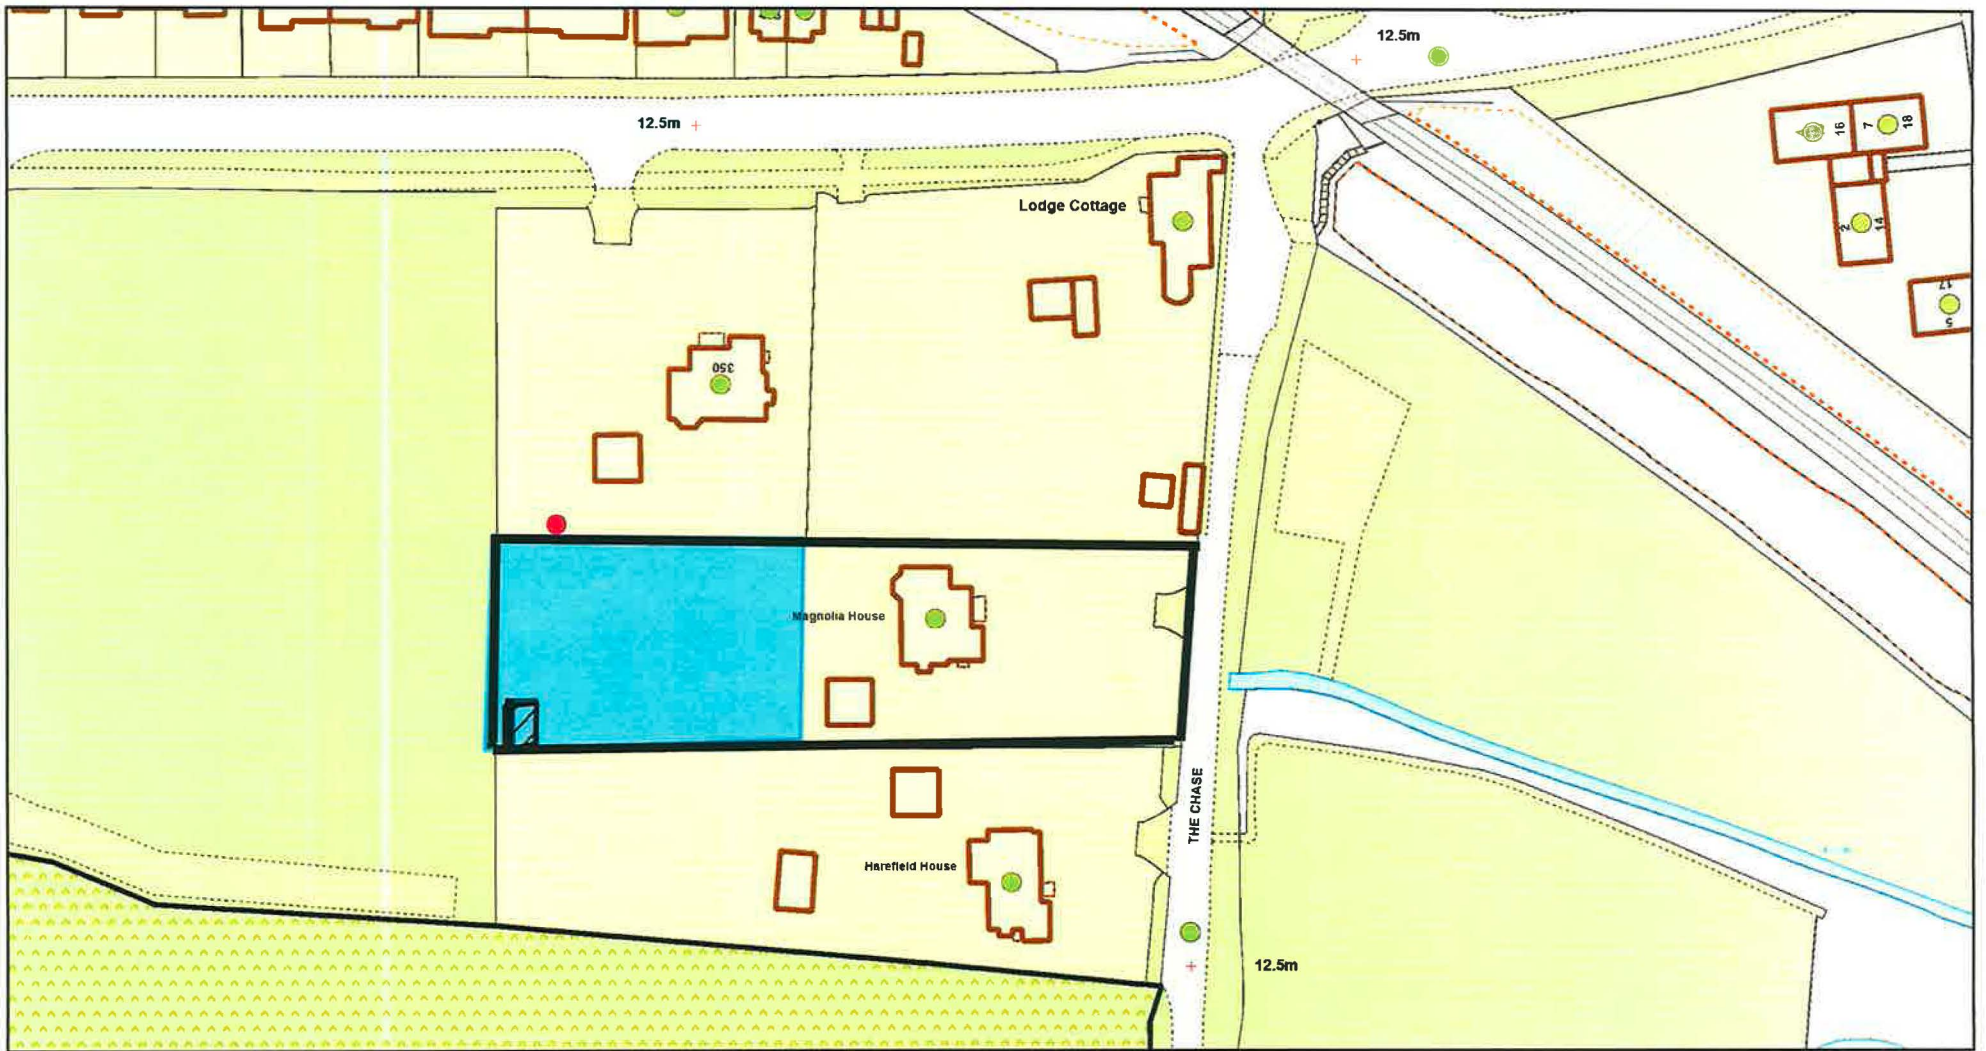 12.5m
12.5m
16
7
18
Lodge Cottage
2
14
17
5
350
Magnolia House
THE CHASE
Harefield House
12.5m